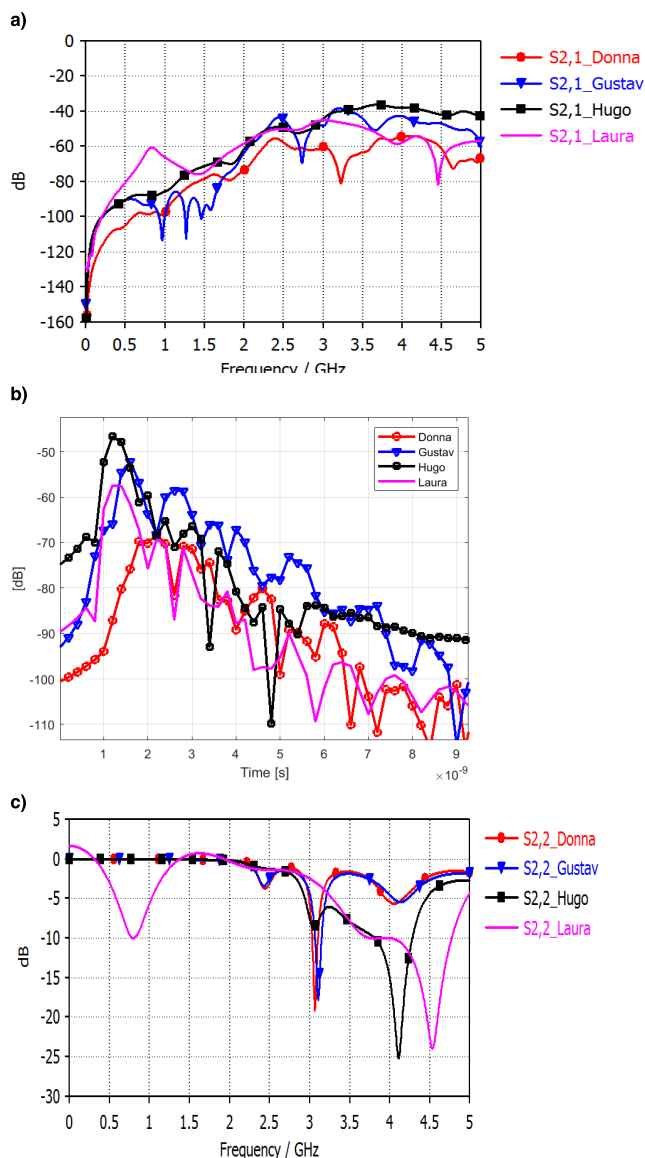 a)
0
-20
-40
-60
-80
-100
-120
-140
-160
dB
0 0.5 1 1.5 2 2.5 3 3.5 4 4.5 5
Frequency / GHz
S2,1_Donna
S2,1_Gustav
S2,1_Hugo
S2,1_Laura
b)
-50
-60
-70
-80
-90
-100
-110
[dB]
1 2 3 4 5 6 7 8 9
Time [s]
×10-9
Donna
Gustav
Hugo
Laura
c)
5
0
-5
-10
-15
-20
-25
-30
dB
0 0.5 1 1.5 2 2.5 3 3.5 4 4.5 5
Frequency / GHz
S2,2_Donna
S2,2_Gustav
S2,2_Hugo
S2,2_Laura